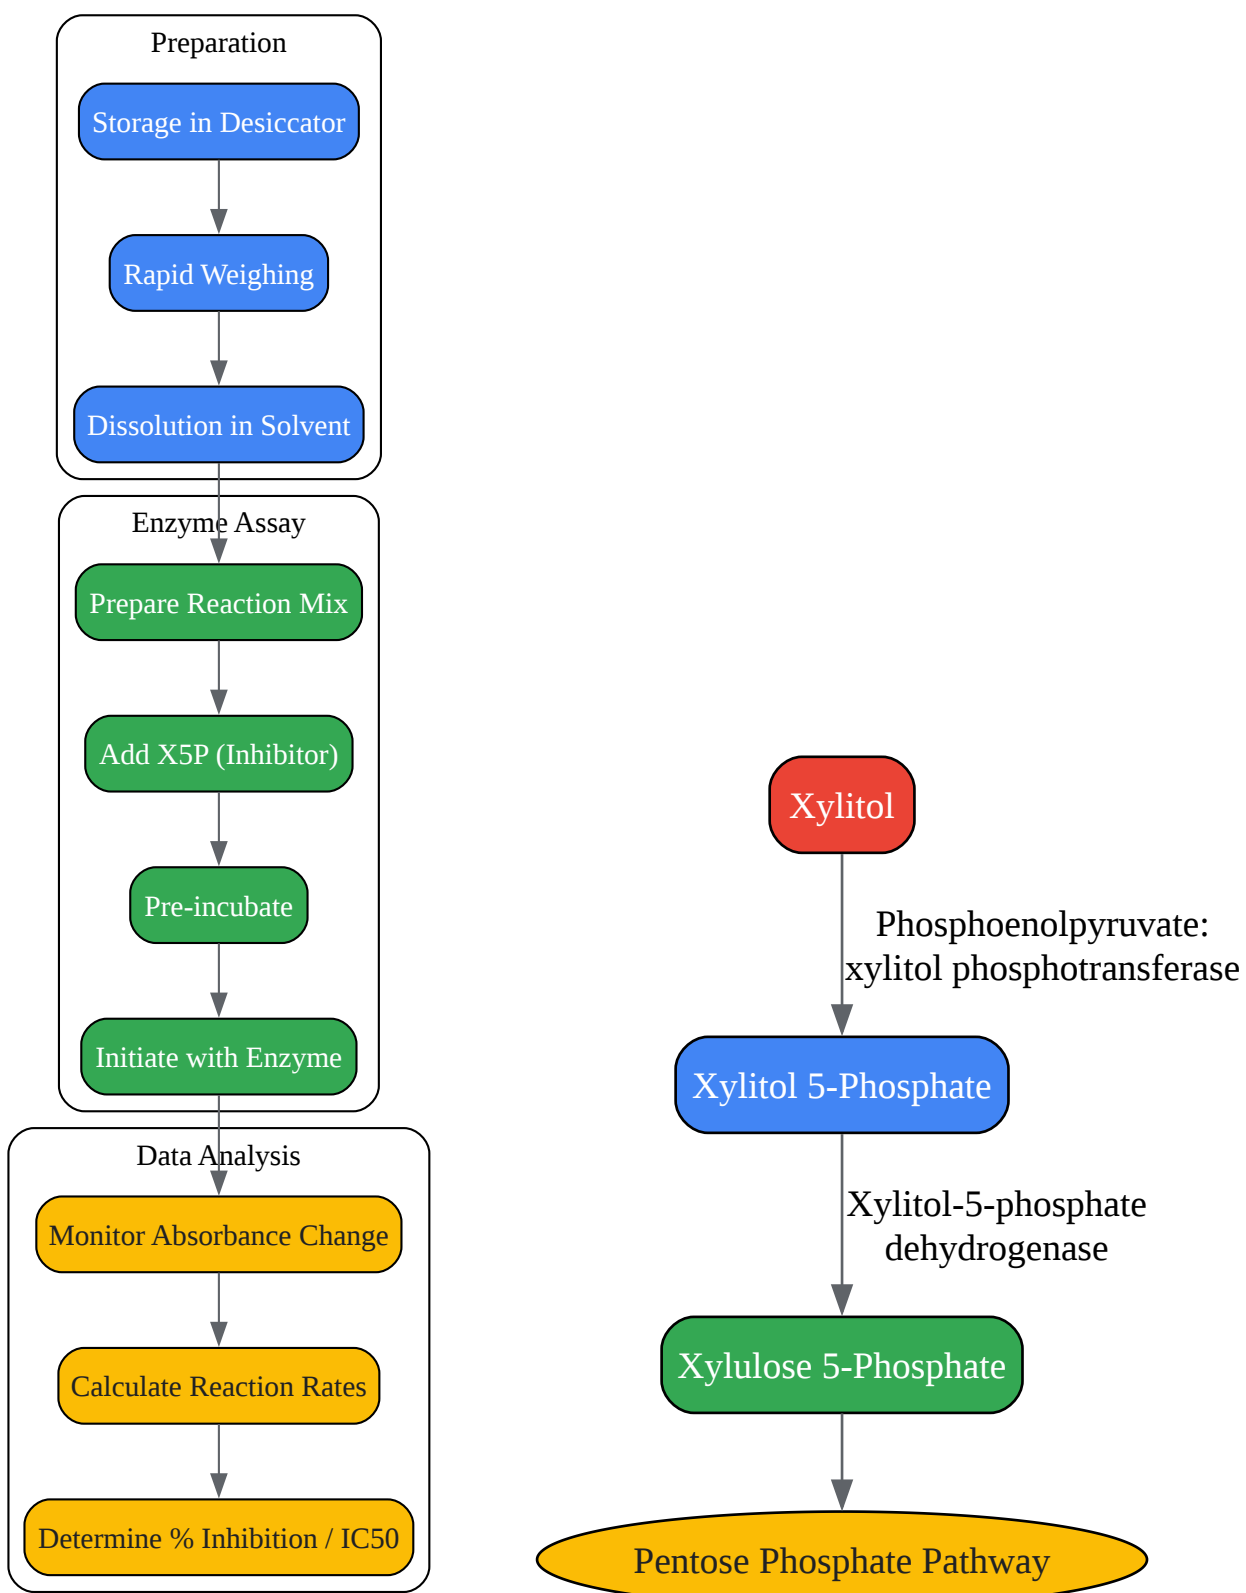 Preparation
Storage in Desiccator
Rapid Weighing
Dissolution in Solvent
Enzyme Assay
Prepare Reaction Mix
Add X5P (Inhibitor)
Pre-incubate
Initiate with Enzyme
Data Analysis
Monitor Absorbance Change
Calculate Reaction Rates
Determine % Inhibition / IC50
Xylitol
Phosphoenolpyruvate:
xylitol phosphotransferase
Xylitol 5-Phosphate
Xylitol-5-phosphate
dehydrogenase
Xylulose 5-Phosphate
Pentose Phosphate Pathway